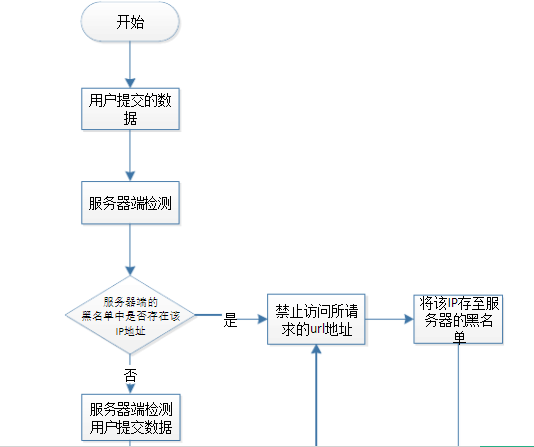 开始
用户提交的数
据
服务器端检测
服务器端的
黑名单中是否存在该
IP地址
是
禁止访问所请
求的url地址
将该IP存至服
务器的黑名
单
否
服务器端检测
用户提交数据